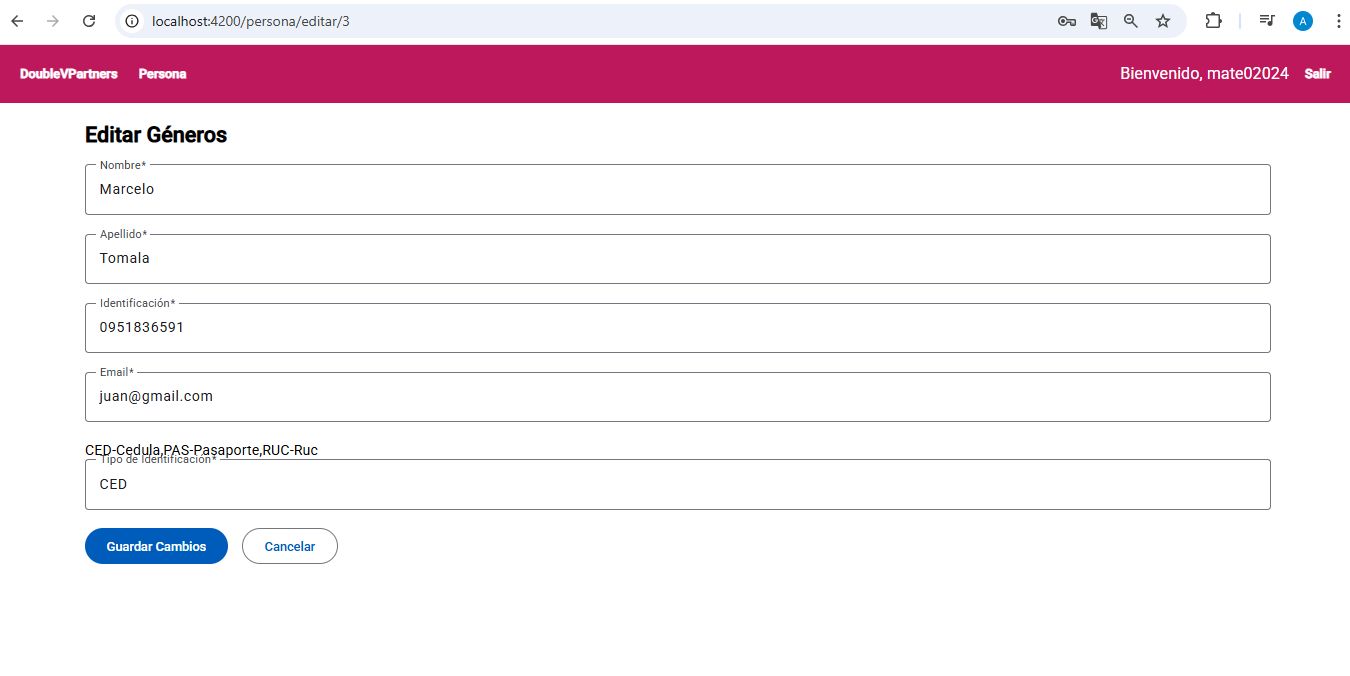 localhost:4200/persona/editar/3
A
DoubleVPartners Persona Bienvenido, mate02024 Salir
Editar Géneros
Nombre*
Marcelo
Apellido*
Tomala
Identificación*
0951836591
Email*
juan@gmail.com
CED-Cedula,PAS-Pasaporte,RUC-Ruc
Tipo de Identificación*
CED
Guardar Cambios Cancelar